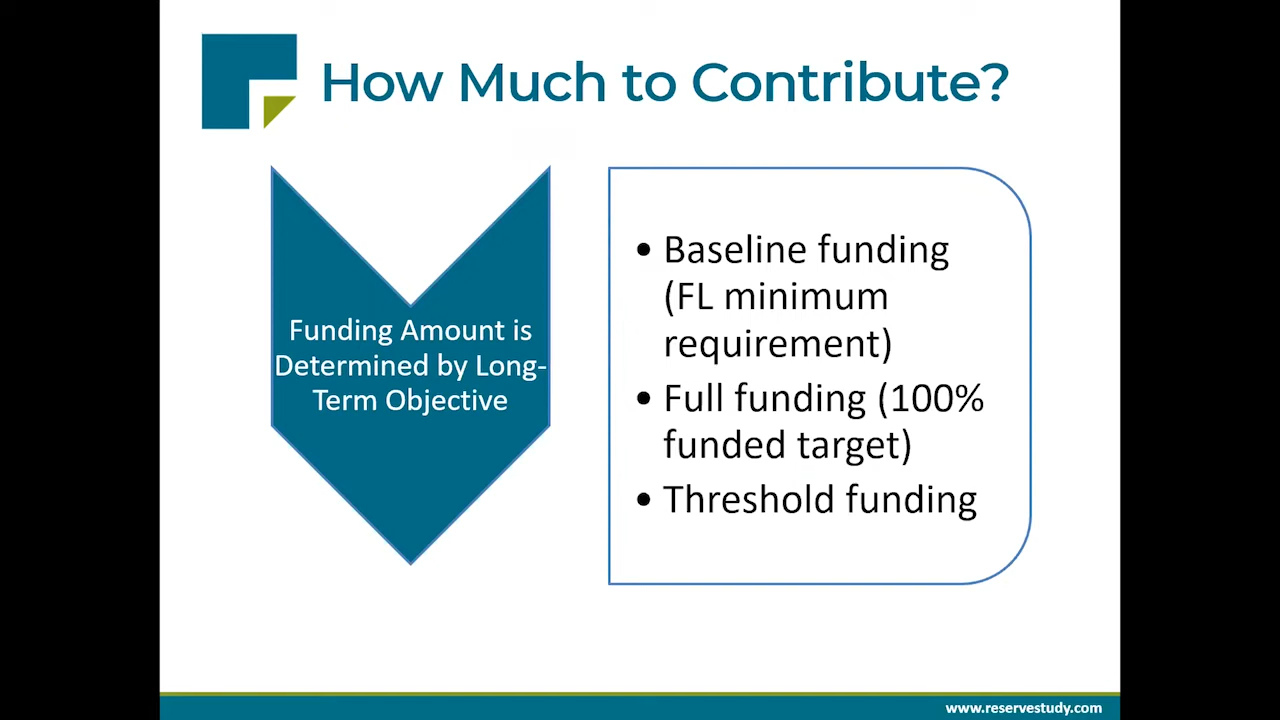 How Much to Contribute?
Funding Amount is
Determined by Long-
Term Objective
• Baseline funding
(FL minimum
requirement)
• Full funding (100%
funded target)
• Threshold funding
www.reservestudy.com